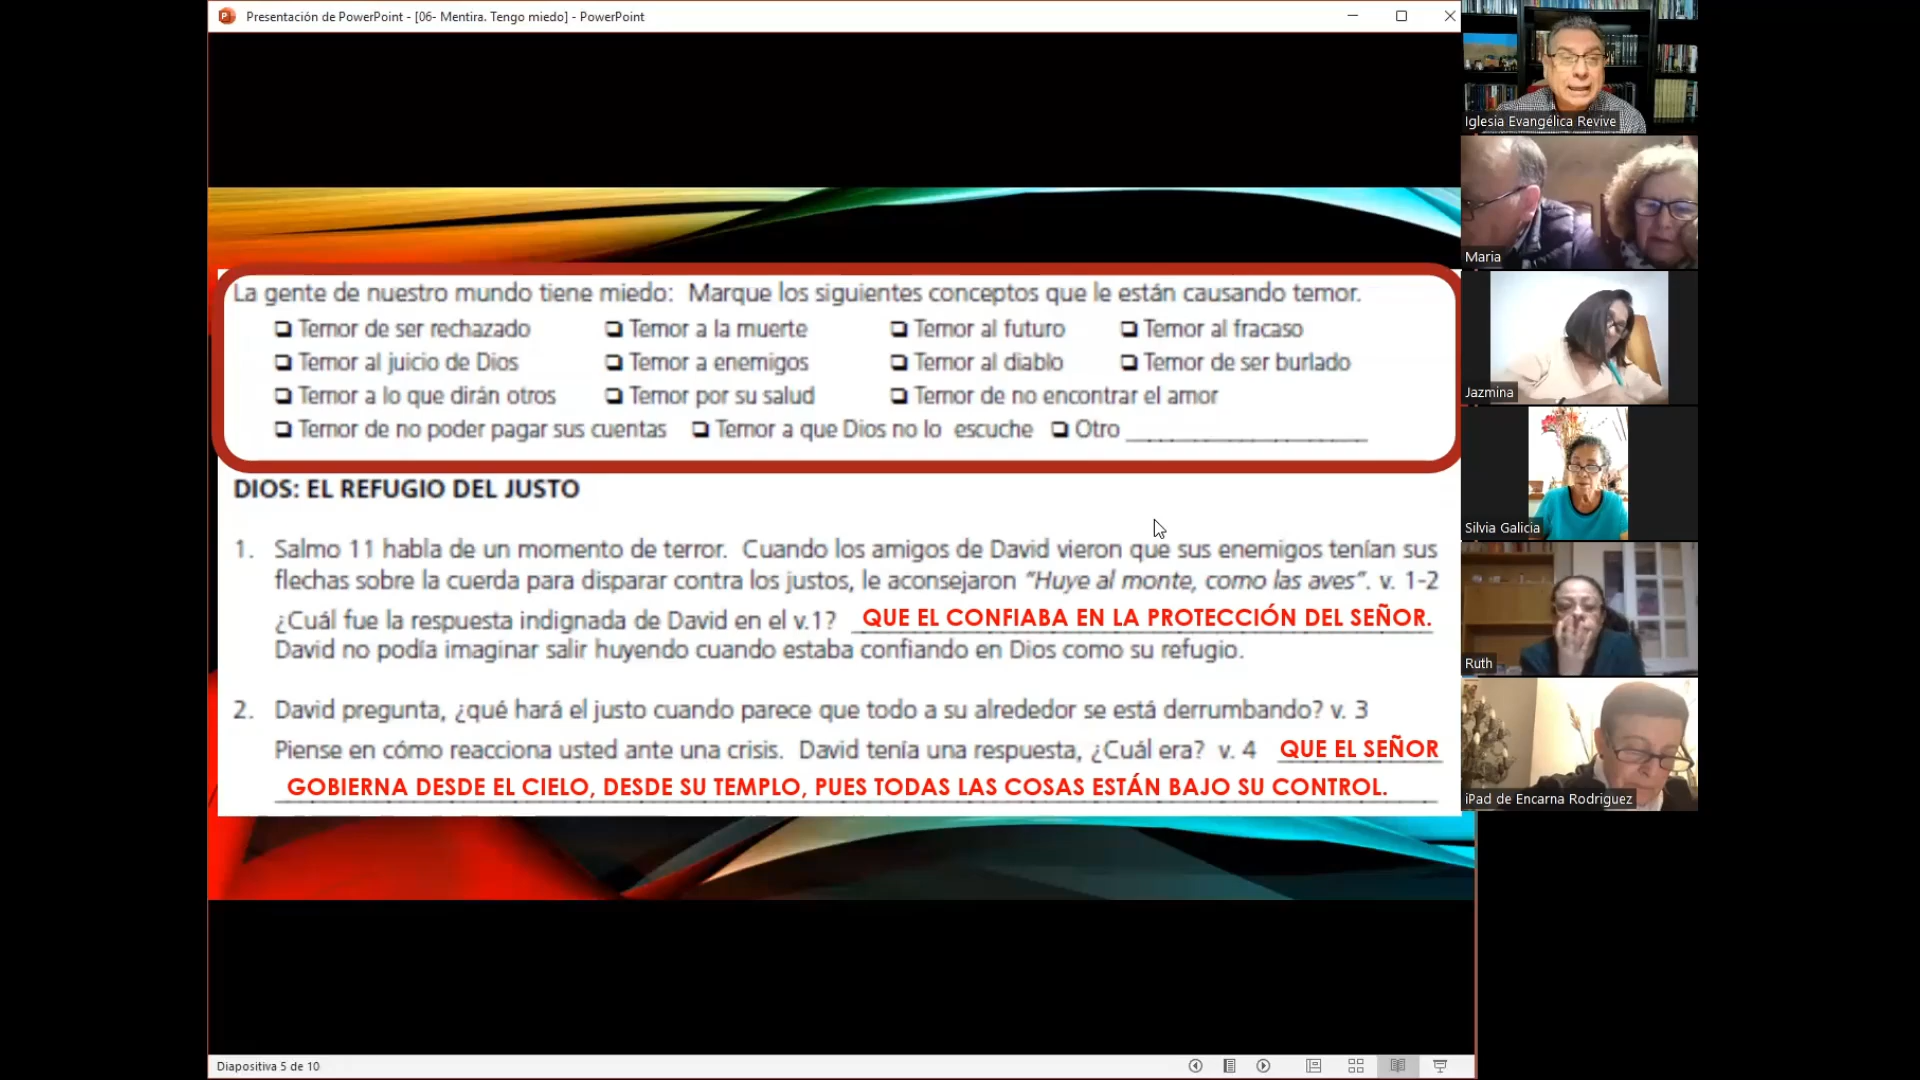 Presentación de PowerPoint - [06- Mentira. Tengo miedo] - PowerPoint
La gente de nuestro mundo tiene miedo: Marque los siguientes conceptos que le están causando temor.
❑ Temor de ser rechazado ❑ Temor a la muerte ❑ Temor al futuro ❑ Temor al fracaso
❑ Temor al juicio de Dios ❑ Temor a enemigos ❑ Temor al diablo ❑ Temor de ser burlado
❑ Temor a lo que dirán otros ❑ Temor por su salud ❑ Temor de no encontrar el amor
❑ Temor de no poder pagar sus cuentas ❑ Temor a que Dios no lo escuche ❑ Otro ____________________
DIOS: EL REFUGIO DEL JUSTO
1. Salmo 11 habla de un momento de terror. Cuando los amigos de David vieron que sus enemigos tenían sus
flechas sobre la cuerda para disparar contra los justos, le aconsejaron “Huye al monte, como las aves”. v. 1-2
¿Cuál fue la respuesta indignada de David en el v.1? QUE EL CONFIABA EN LA PROTECCIÓN DEL SEÑOR.
David no podía imaginar salir huyendo cuando estaba confiando en Dios como su refugio.
2. David pregunta, ¿qué hará el justo cuando parece que todo a su alrededor se está derrumbando? v. 3
Piense en cómo reacciona usted ante una crisis. David tenía una respuesta, ¿Cuál era? v. 4 QUE EL SEÑOR
GOBIERNA DESDE EL CIELO, DESDE SU TEMPLO, PUES TODAS LAS COSAS ESTÁN BAJO SU CONTROL.
Diapositiva 5 de 10
Iglesia Evangélica Revive
Maria
Jazmina
Silvia Galicia
Ruth
iPad de Encarna Rodriguez